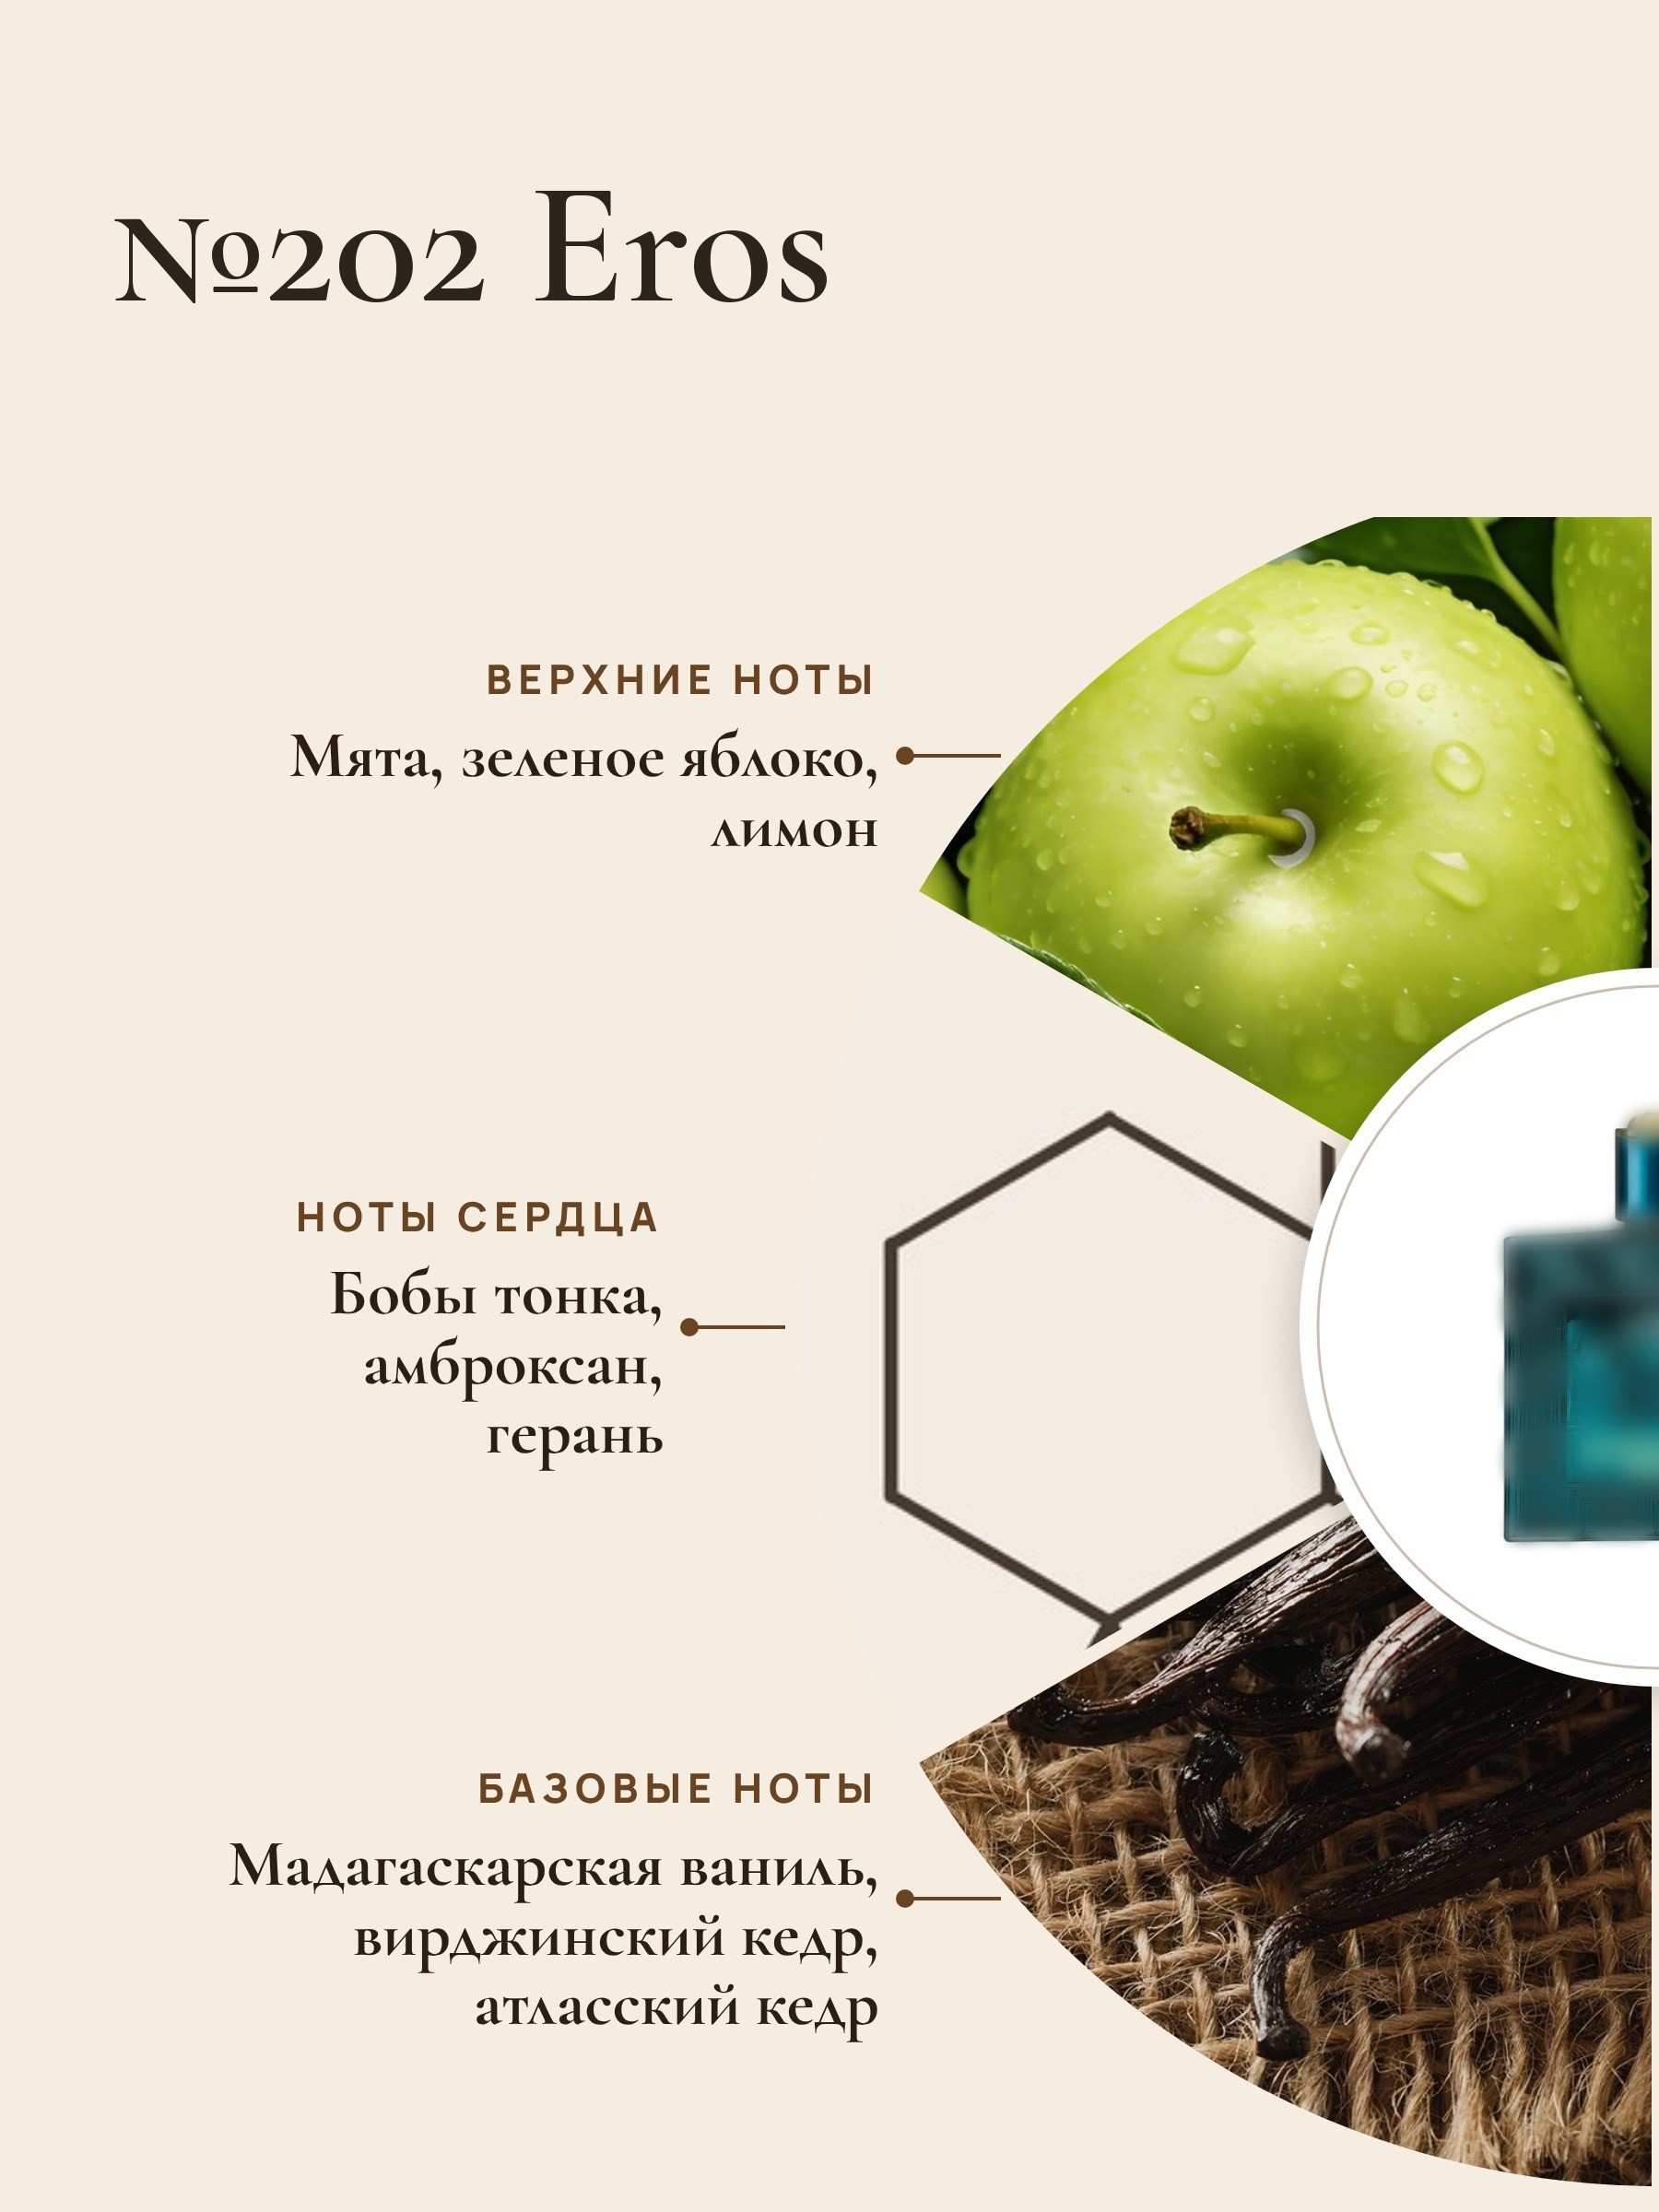 №202 Eros
ВЕРХНИЕ НОТЫ
Мята, зеленое яблоко,
лимон
НОТЫ СЕРДЦА
Бобы тонка,
амброксан,
герань
БАЗОВЫЕ НОТЫ
Мадагаскарская ваниль,
вирджинский кедр,
атласский кедр